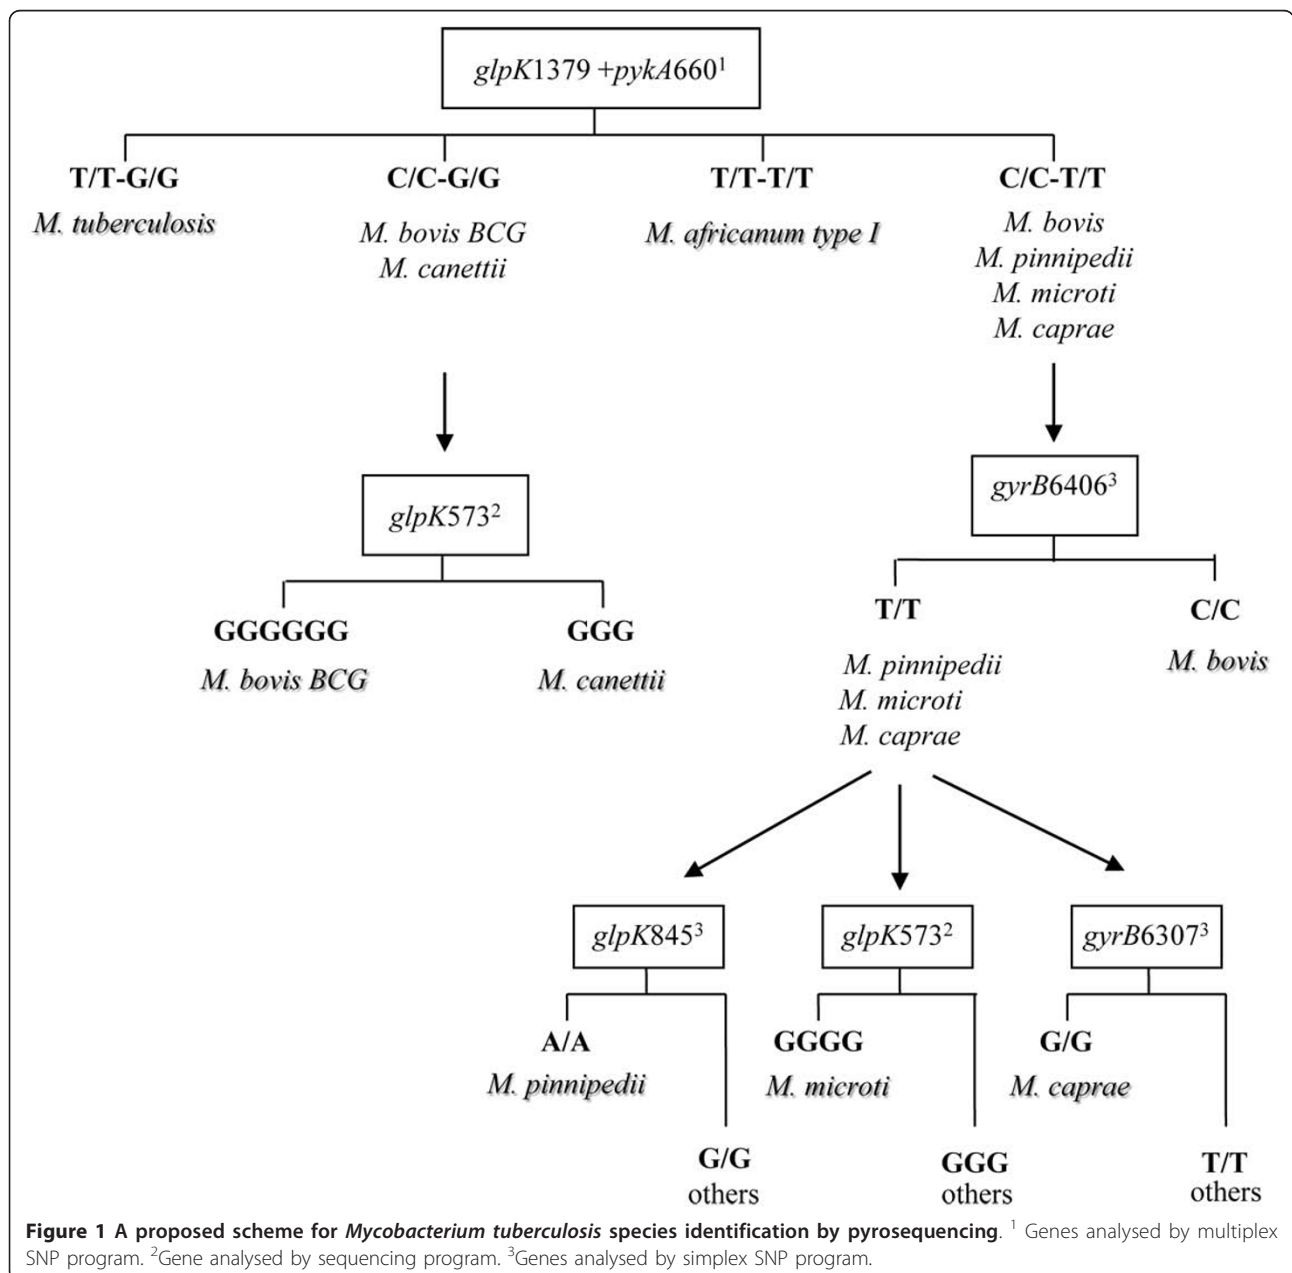 glpK1379 +pykA660¹
T/T-G/G
M. tuberculosis
C/C-G/G
M. bovis BCG
M. canettii
T/T-T/T
M. africanum type I
C/C-T/T
M. bovis
M. pinnipedii
M. microti
M. caprae
glpK573²
GGGGGG
M. bovis BCG
GGG
M. canettii
gyrB6406³
T/T
M. pinnipedii
M. microti
M. caprae
C/C
M. bovis
glpK845³
A/A
M. pinnipedii
G/G
others
glpK573²
GGGG
M. microti
GGG
others
gyrB6307³
G/G
M. caprae
T/T
others
Figure 1 A proposed scheme for Mycobacterium tuberculosis species identification by pyrosequencing. ¹ Genes analysed by multiplex
SNP program. ²Gene analysed by sequencing program. ³Genes analysed by simplex SNP program.